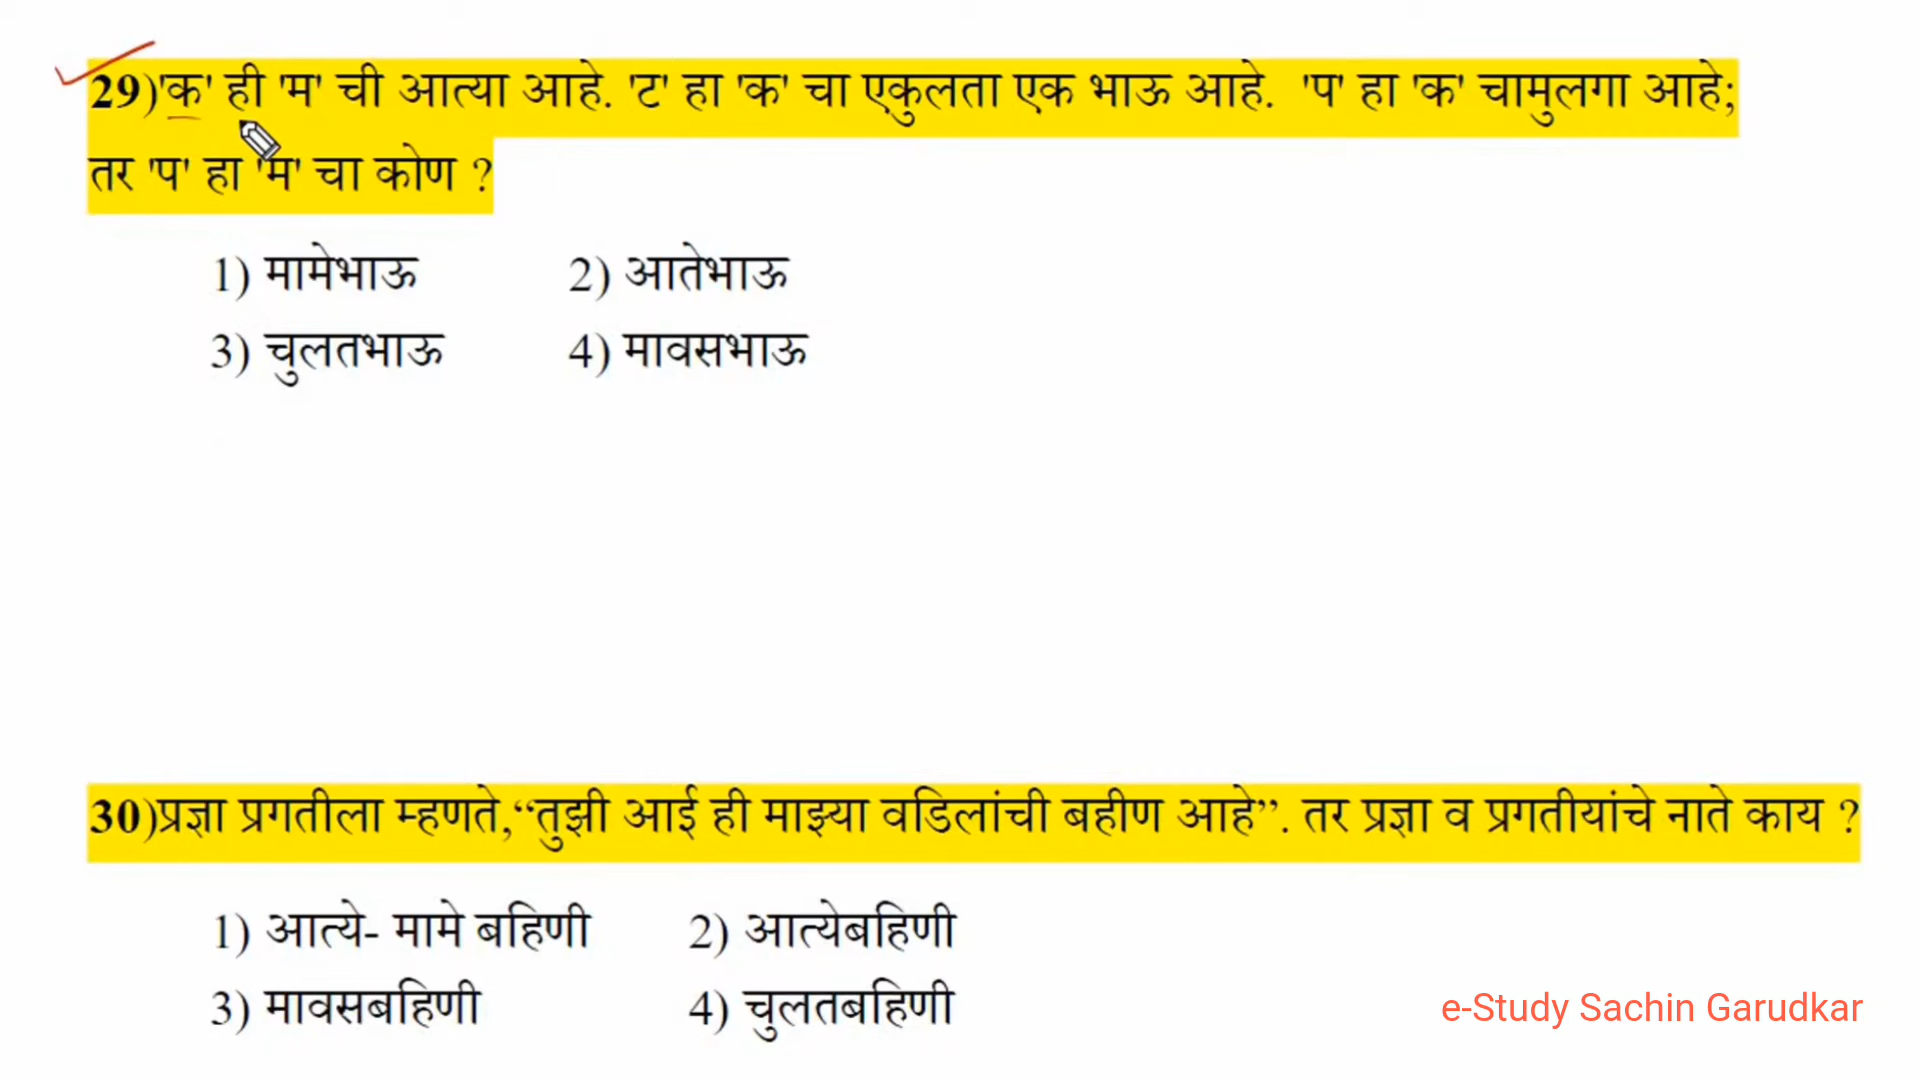 29)'क' ही 'म' ची आत्या आहे. 'ट' हा 'क' चा एकुलता एक भाऊ आहे. 'प' हा 'क' चामुलगा आहे;
तर 'प' हा 'म' चा कोण ?
1) मामेभाऊ 2) आतेभाऊ
3) चुलतभाऊ 4) मावसभाऊ
30)प्रज्ञा प्रगतीला म्हणते,“तुझी आई ही माझ्या वडिलांची बहीण आहे”. तर प्रज्ञा व प्रगतीयांचे नाते काय ?
1) आत्ये- मामे बहिणी 2) आत्येबहिणी
3) मावसबहिणी 4) चुलतबहिणी
e-Study Sachin Garudkar